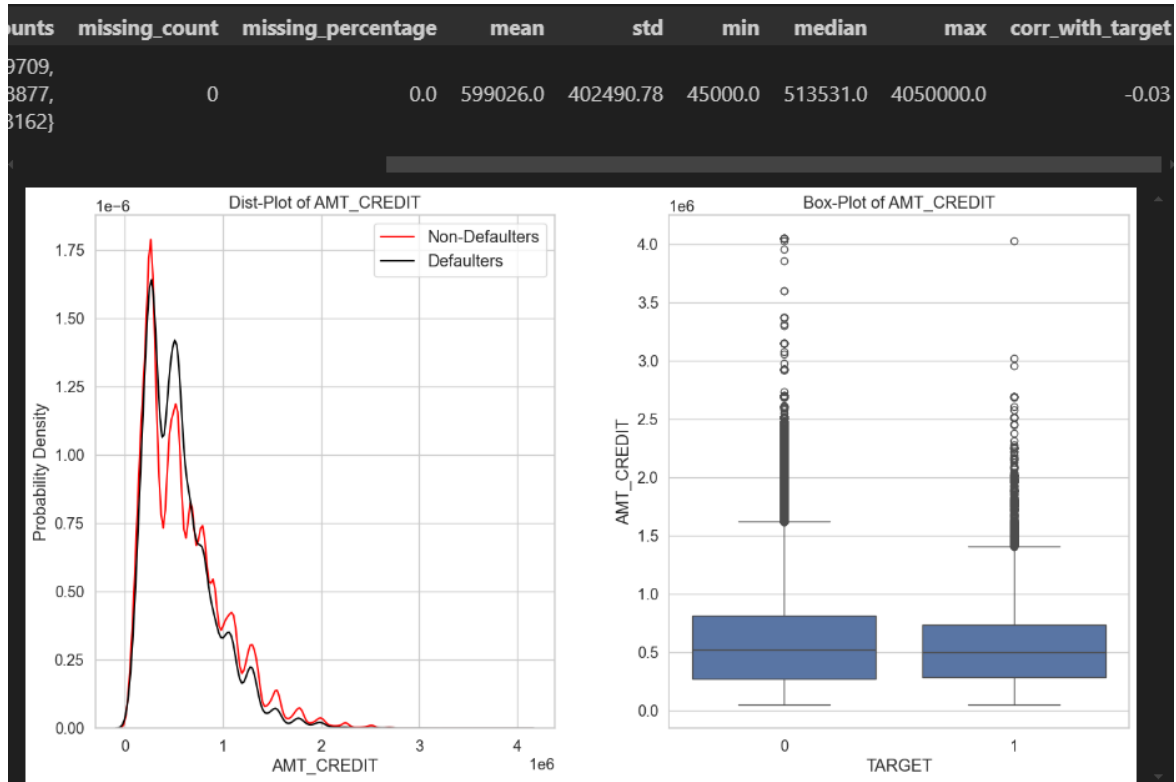 unts missing_count missing_percentage mean std min median max corr_with_target
9709,
3877, 0 0.0 599026.0 402490.78 45000.0 513531.0 4050000.0 -0.03
3162}
Dist-Plot of AMT_CREDIT
1e−6
Non-Defaulters
Defaulters
1.75
1.50
1.25
1.00
0.75
0.50
0.25
0.00
Probability Density
0 1 2 3 4
1e6
AMT_CREDIT
Box-Plot of AMT_CREDIT
1e6
4.0
3.5
3.0
2.5
2.0
1.5
1.0
0.5
0.0
AMT_CREDIT
0 1
TARGET